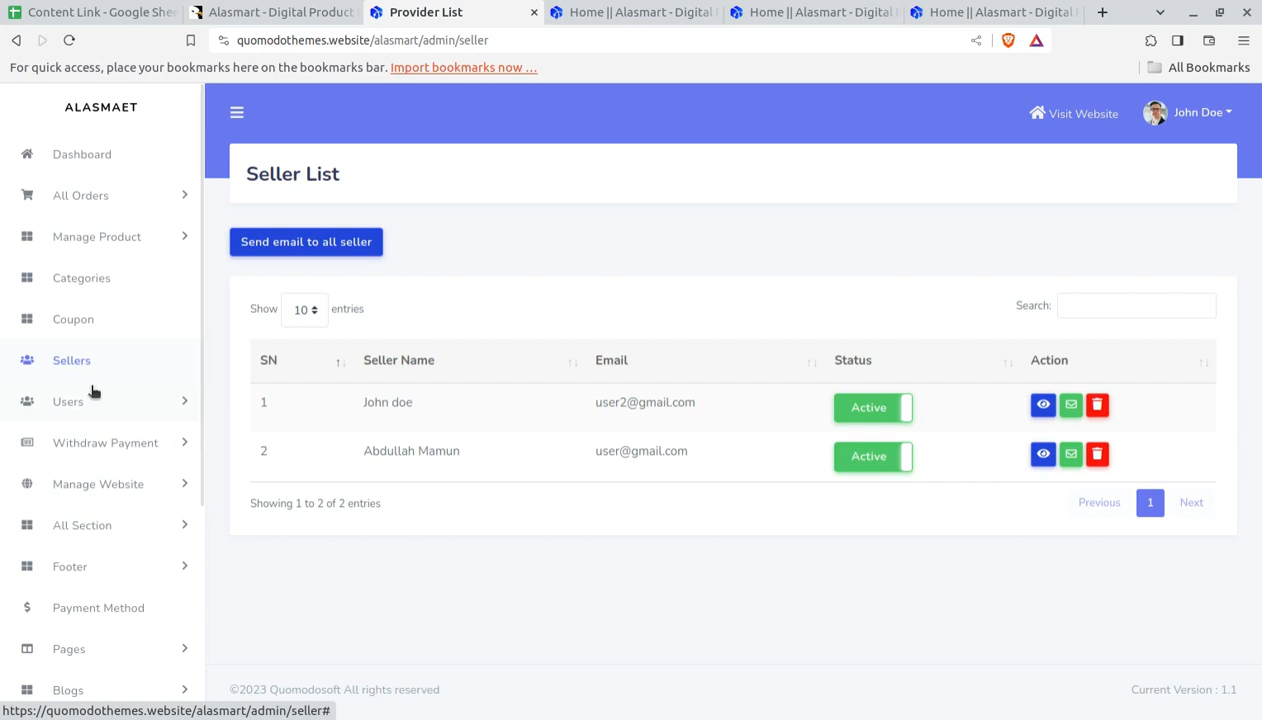 Content Link - Google Shee
Alasmart - Digital Product
Provider List
Home || Alasmart - Digital
Home || Alasmart - Digital
Home || Alasmart - Digital
quomodothemes.website/alasmart/admin/seller
For quick access, place your bookmarks here on the bookmarks bar. Import bookmarks now ...
All Bookmarks
ALASMAET
Visit Website
John Doe
Dashboard
All Orders
Manage Product
Categories
Coupon
Sellers
Users
Withdraw Payment
Manage Website
All Section
Footer
Payment Method
Pages
Blogs
Seller List
Send email to all seller
Show 10 entries
Search:
SN Seller Name Email Status Action
1 John doe user2@gmail.com Active
2 Abdullah Mamun user@gmail.com Active
Showing 1 to 2 of 2 entries
Previous 1 Next
©2023 Quomodosoft All rights reserved
Current Version : 1.1
https://quomodothemes.website/alasmart/admin/seller#